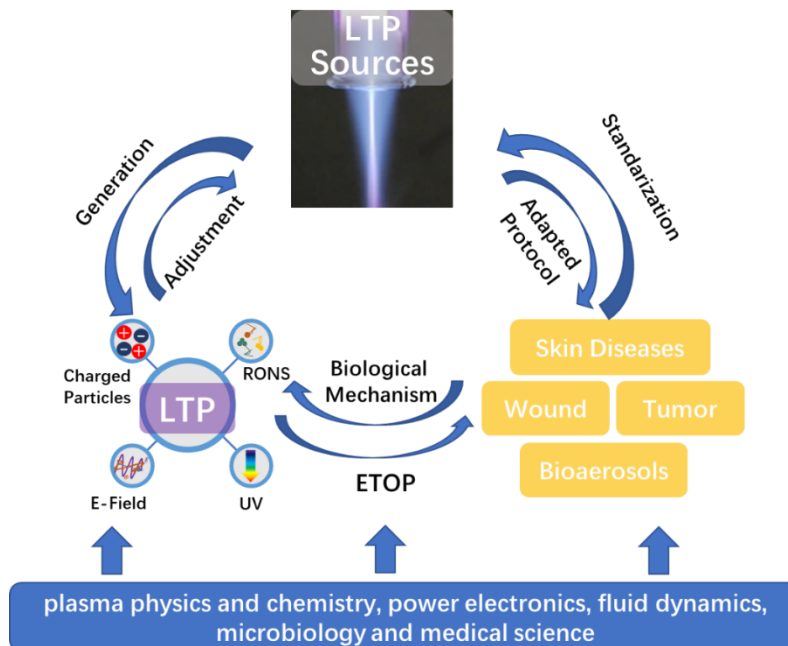 LTP
Sources
Generation
Adjustment
Standarization
Adapted
Protocol
Charged
Particles
RONS
LTP
E-Field
UV
Biological
Mechanism
ETOP
Skin Diseases
Wound
Tumor
Bioaerosols
plasma physics and chemistry, power electronics, fluid dynamics,
microbiology and medical science